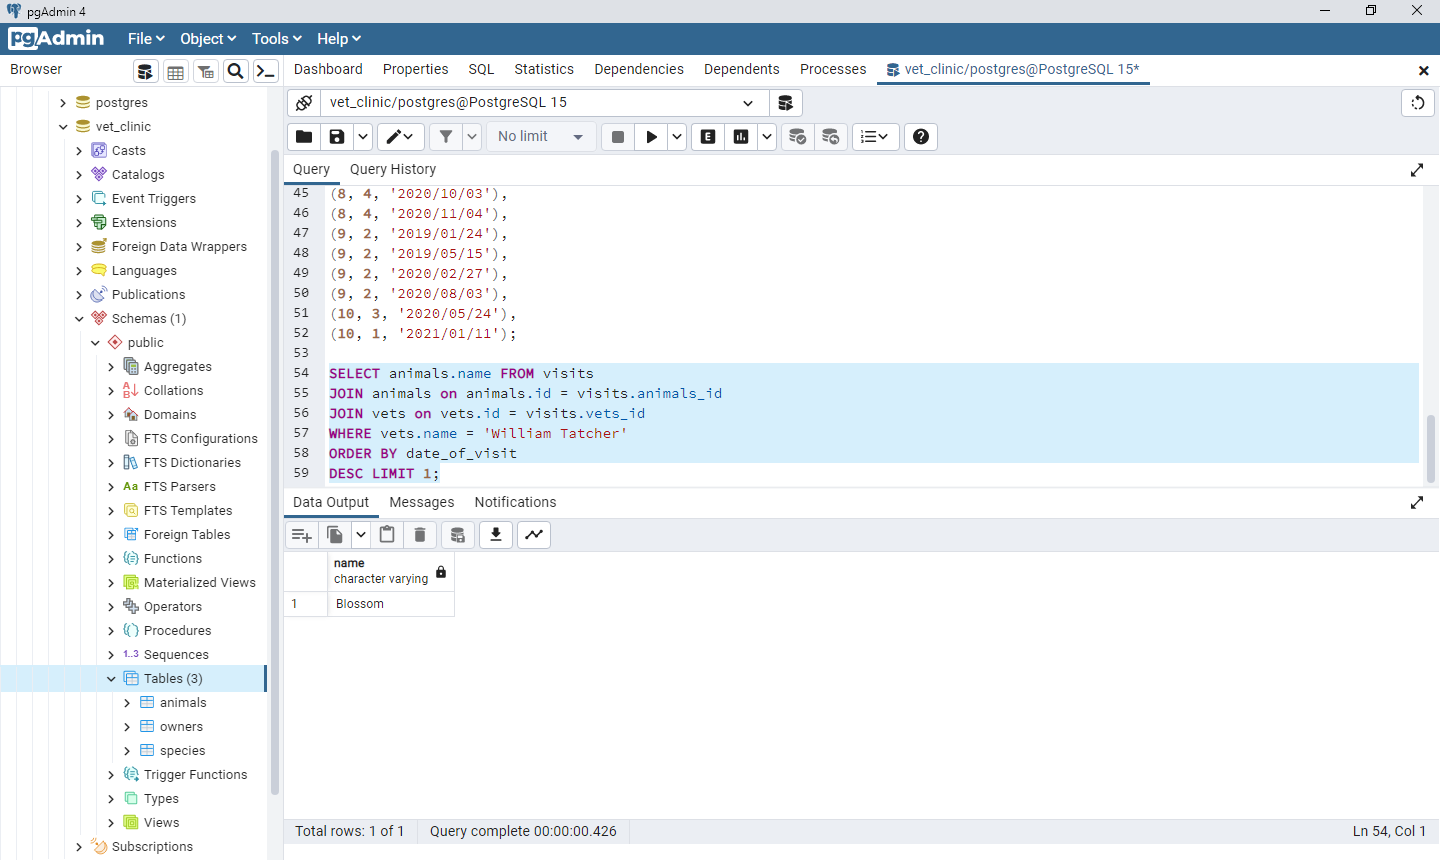 pgAdmin 4
pgAdmin File Object Tools Help
Browser
Dashboard Properties SQL Statistics Dependencies Dependents Processes vet_clinic/postgres@PostgreSQL 15*
postgres
vet_clinic
Casts
Catalogs
Event Triggers
Extensions
Foreign Data Wrappers
Languages
Publications
Schemas (1)
public
Aggregates
Collations
Domains
FTS Configurations
FTS Dictionaries
Aa FTS Parsers
FTS Templates
Foreign Tables
Functions
Materialized Views
Operators
Procedures
1..3 Sequences
Tables (3)
animals
owners
species
Trigger Functions
Types
Views
Subscriptions
vet_clinic/postgres@PostgreSQL 15
No limit
E
Query Query History
45 (8, 4, '2020/10/03'),
46 (8, 4, '2020/11/04'),
47 (9, 2, '2019/01/24'),
48 (9, 2, '2019/05/15'),
49 (9, 2, '2020/02/27'),
50 (9, 2, '2020/08/03'),
51 (10, 3, '2020/05/24'),
52 (10, 1, '2021/01/11');
53
54 SELECT animals.name FROM visits
55 JOIN animals on animals.id = visits.animals_id
56 JOIN vets on vets.id = visits.vets_id
57 WHERE vets.name = 'William Tatcher'
58 ORDER BY date_of_visit
59 DESC LIMIT 1;
Data Output Messages Notifications
name
character varying
1 Blossom
Total rows: 1 of 1 Query complete 00:00:00.426 Ln 54, Col 1